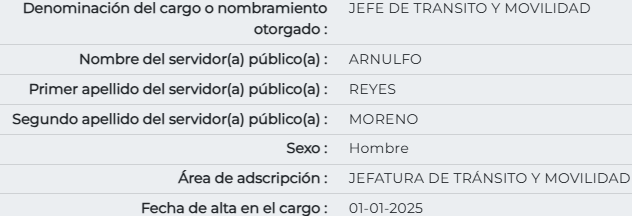 Denominación del cargo o nombramiento JEFE DE TRANSITO Y MOVILIDAD
otorgado :
Nombre del servidor(a) público(a) : ARNULFO
Primer apellido del servidor(a) público(a) : REYES
Segundo apellido del servidor(a) público(a) : MORENO
Sexo : Hombre
Área de adscripción : JEFATURA DE TRÁNSITO Y MOVILIDAD
Fecha de alta en el cargo : 01-01-2025